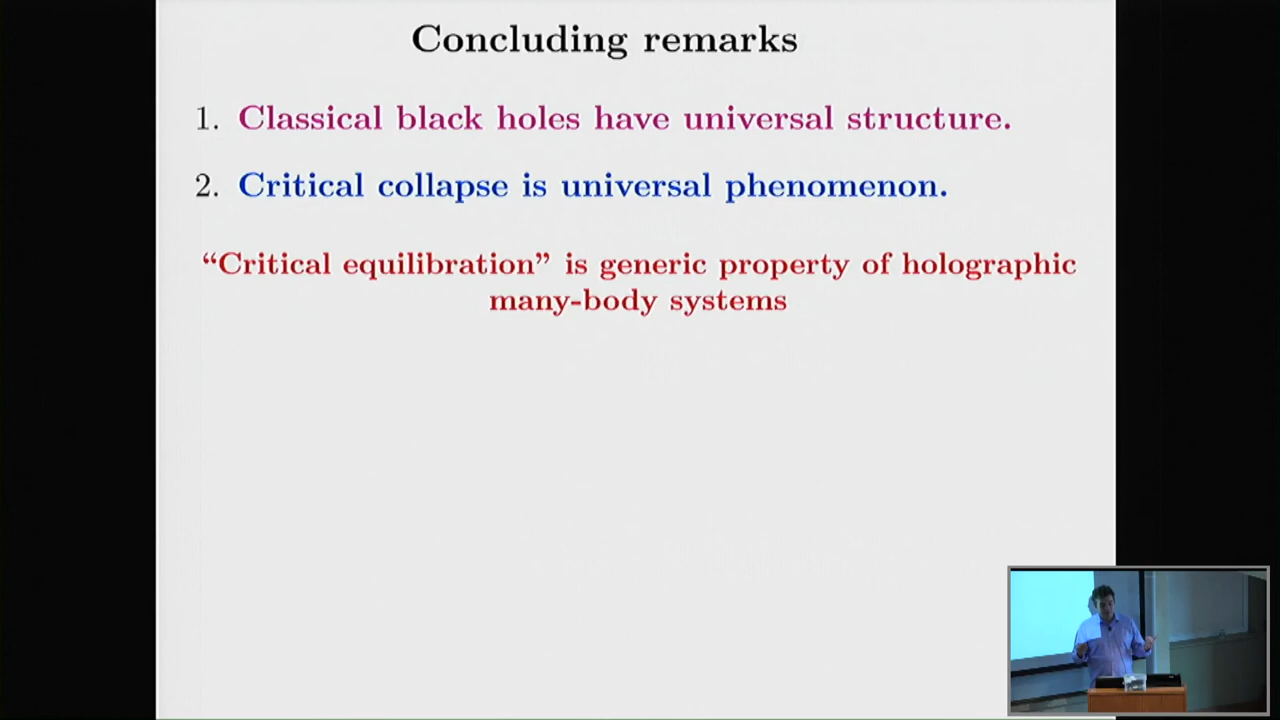 Concluding remarks
1. Classical black holes have universal structure.
2. Critical collapse is universal phenomenon.
“Critical equilibration” is generic property of holographic
many-body systems